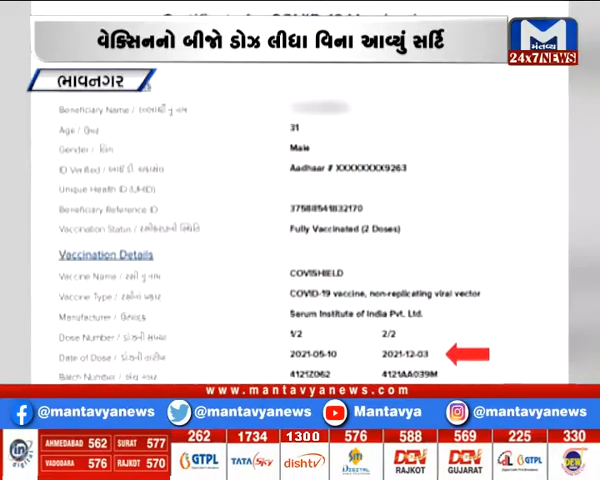 વેક્સિનનો બીજો ડોઝ લીધા વિના આવ્યું સર્ટિ
મંતવ્ય
24x7NEWS
ભાવનગર
Beneficiary Name /
Age / ઉંમર 31
Gender / લિંગ Male
ID Verified / Aadhaar # XXXXXXXX9263
Unique Health ID (UHID)
Beneficiary Reference ID 37588541832170
Vaccination Status / Fully Vaccinated (2 Doses)
Vaccination Details
Vaccine Name / COVISHIELD
Vaccine Type / COVID-19 vaccine, non-replicating viral vector
Manufacturer / Serum Institute of India Pvt. Ltd.
Dose Number / 1/2 2/2
Date of Dose / 2021-05-10 2021-12-03
Batch Number / 4121Z062 4121AA039M
www.mantavyanews.com
@mantavyanews @mantavyanews Mantavya @mantavyanews
in digital AHMEDABAD 562 SURAT 577 VADODARA 576 RAJKOT 570
262 1734 1300 576 588 569 225 330
GTPL TATA Sky dishtv SITI DIGITAL DEN RAJKOT DEN GUJARAT GTPL